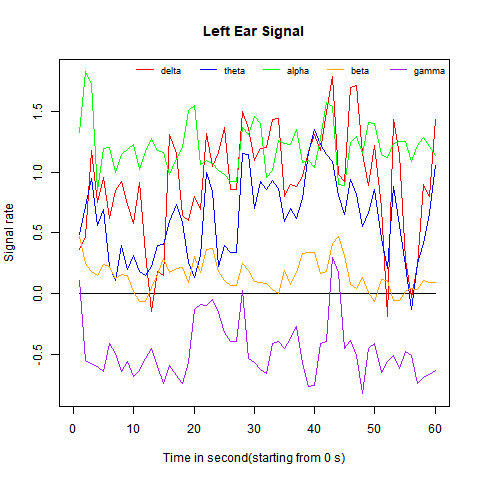 Left Ear Signal
delta theta alpha beta gamma
Signal rate
1.5
1.0
0.5
0.0
-0.5
0 10 20 30 40 50 60
Time in second(starting from 0 s)